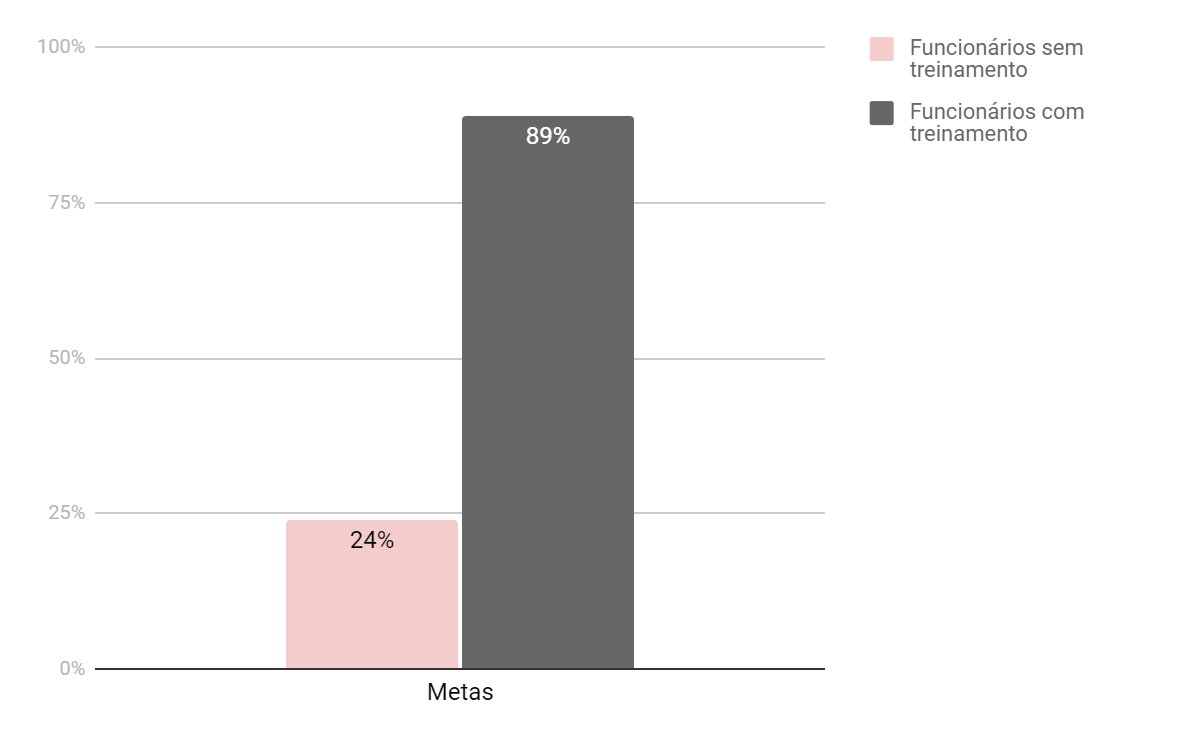 100%
75%
50%
25%
0%
89%
24%
Metas
Funcionários sem
treinamento
Funcionários com
treinamento